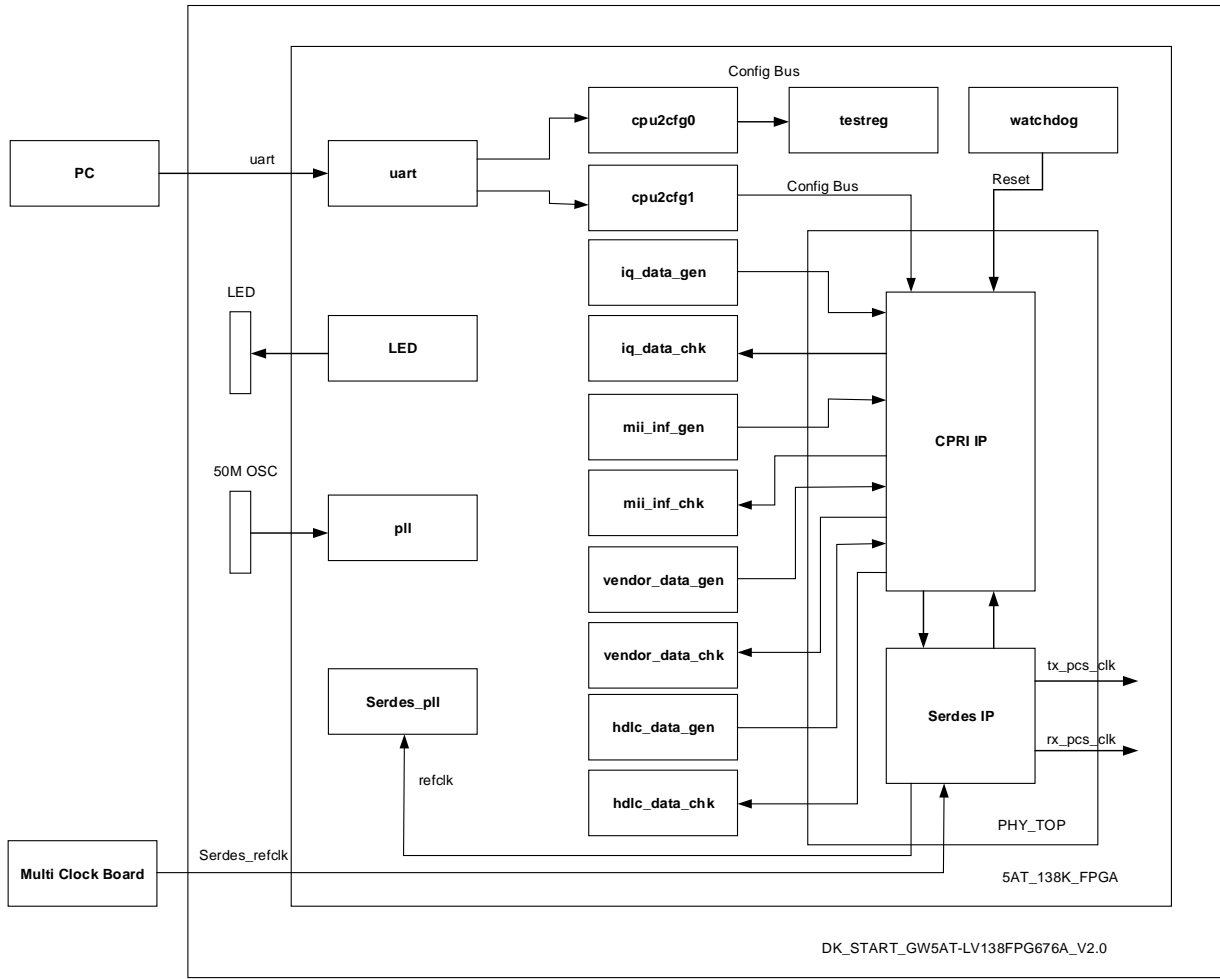 Config Bus
cpu2cfg0
testreg
watchdog
PC
uart
uart
cpu2cfg1
Config Bus
Reset
iq_data_gen
LED
LED
iq_data_chk
mii_inf_gen
CPRI IP
50M OSC
mii_inf_chk
pll
vendor_data_gen
vendor_data_chk
tx_pcs_clk
Serdes_pll
Serdes IP
hdlc_data_gen
rx_pcs_clk
refclk
hdlc_data_chk
PHY_TOP
Serdes_refclk
Multi Clock Board
5AT_138K_FPGA
DK_START_GW5AT-LV138FPG676A_V2.0